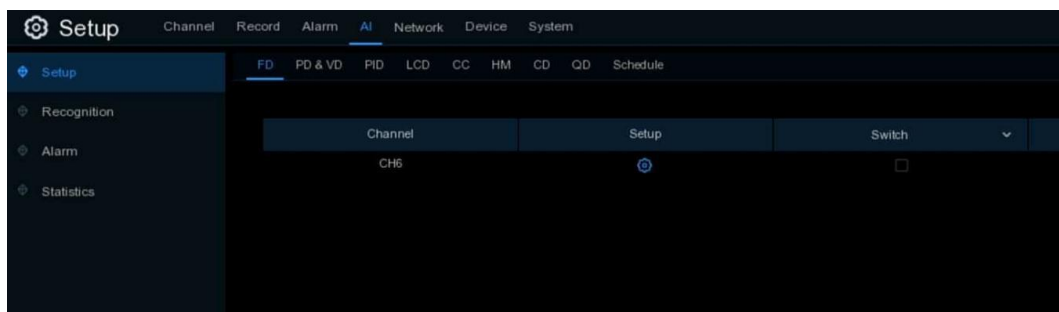 Setup Channel Record Alarm AI Network Device System
Setup FD PD & VD PID LCD CC HM CD QD Schedule
Recognition
Channel Setup Switch
Alarm
CH6
Statistics